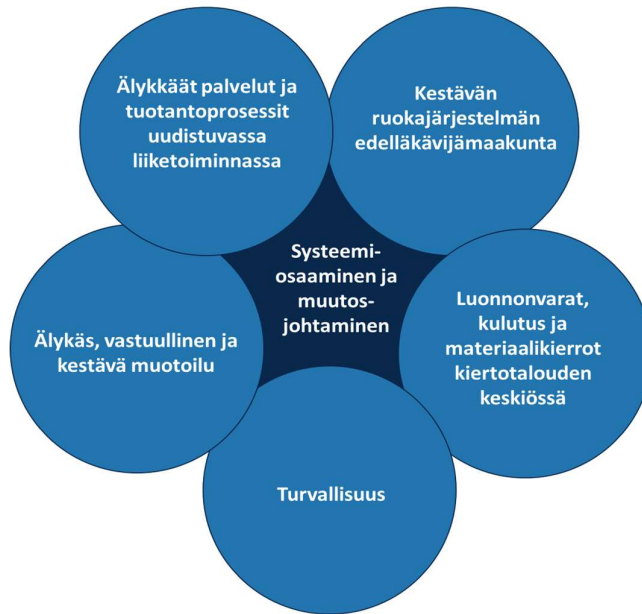 Älykkäät palvelut ja
tuotantoprosessit
uudistuvassa
liiketoiminnassa
Kestävän
ruokajärjestelmän
edelläkävijämaakunta
Systeemi-
osaaminen ja
muutos-
johtaminen
Älykäs, vastuullinen ja
kestävä muotoilu
Luonnonvarat,
kulutus ja
materiaalikierrot
kiertotalouden
keskiössä
Turvallisuus